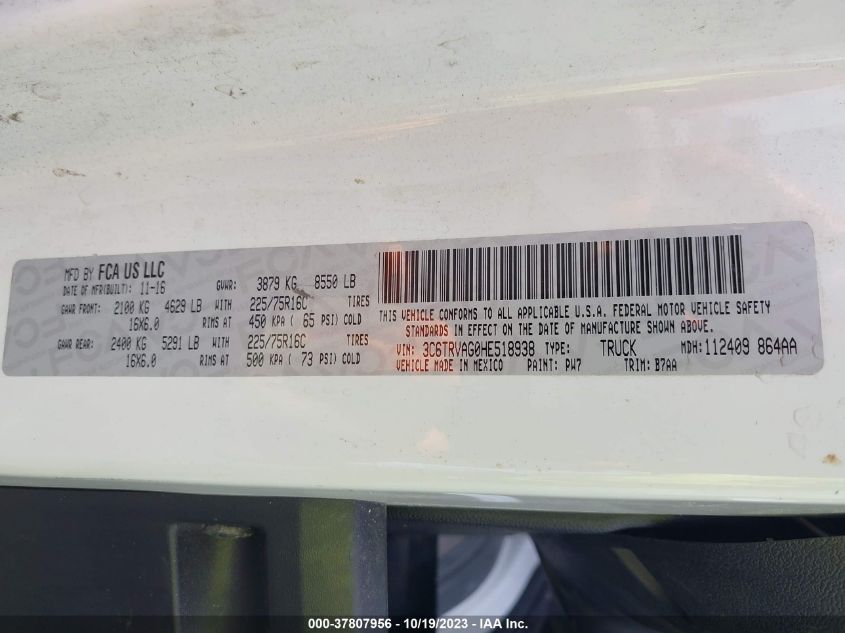 MFD BY FCA US LLC
DATE OF MFR(BUILT): 11-16 GVWR: 3879 KG 8550 LB
GAWR FRONT: 2100 KG 4629 LB WITH 225/75R16C TIRES
16X6.0 RIMS AT 450 KPA ( 65 PSI) COLD
GAWR REAR: 2400 KG 5291 LB WITH 225/75R16C TIRES
16X6.0 RIMS AT 500 KPA ( 73 PSI) COLD
THIS VEHICLE CONFORMS TO ALL APPLICABLE U.S.A. FEDERAL MOTOR VEHICLE SAFETY
STANDARDS IN EFFECT ON THE DATE OF MANUFACTURE SHOWN ABOVE.
VIN: 3C6TRVAG0HE518938 TYPE: TRUCK MDH: 112409 864AA
VEHICLE MADE IN MEXICO PAINT: PW7 TRIM: B7AA
000-37807956 - 10/19/2023 - IAA Inc.